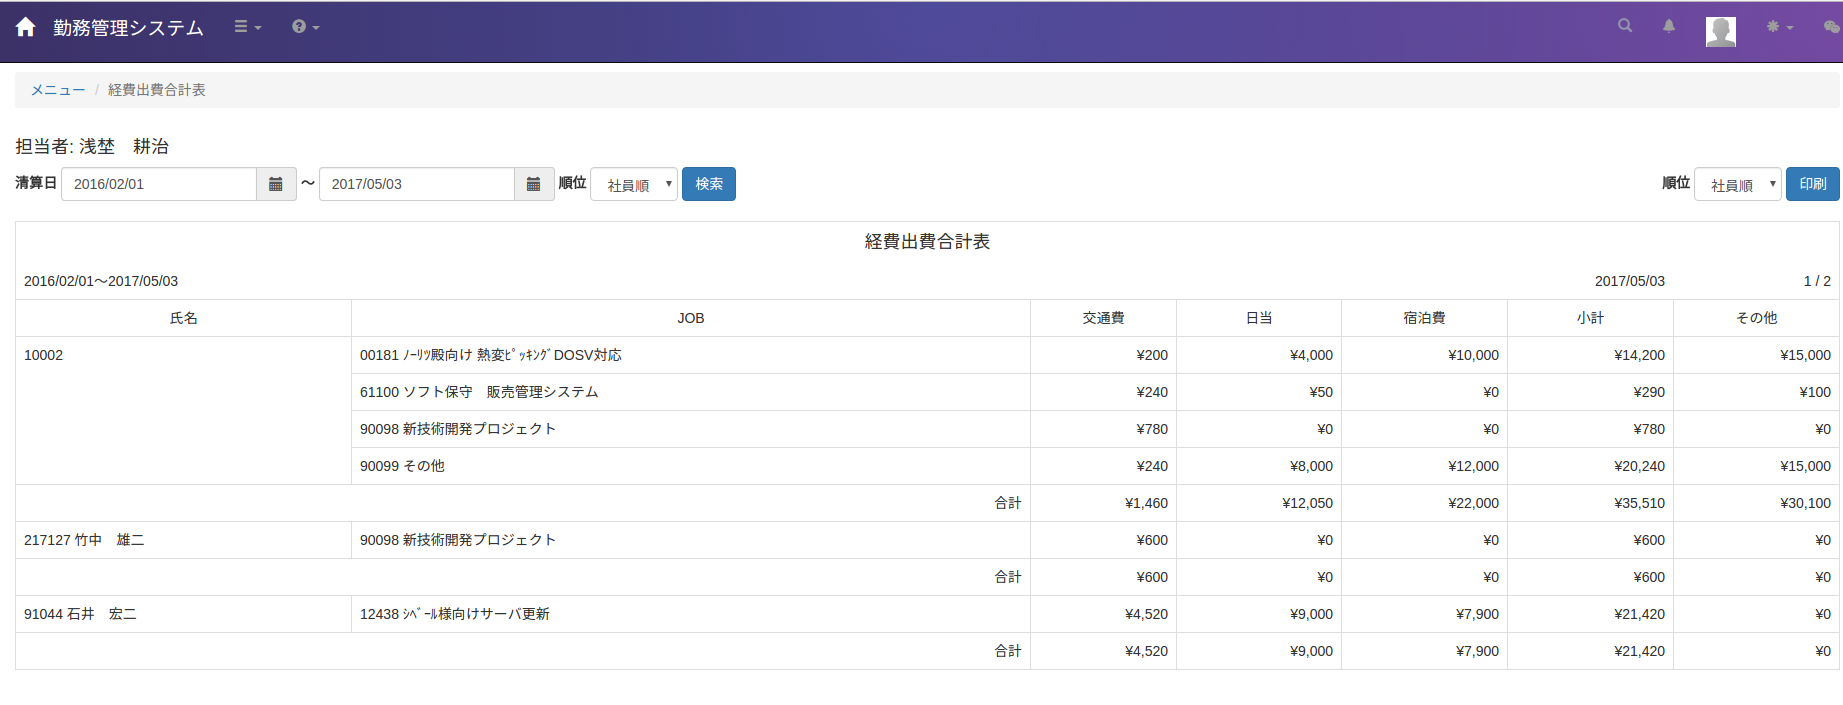 勤務管理システム
メニュー / 経費出費合計表
担当者: 浅埜　耕治
清算日 2016/02/01 ～ 2017/05/03 順位 社員順 検索 順位 社員順 印刷
経費出費合計表
2016/02/01～2017/05/03 2017/05/03 1 / 2
氏名 JOB 交通費 日当 宿泊費 小計 その他
10002 00181 ﾉｰﾘﾂ殿向け 熱変ﾋﾟｯｷﾝｸﾞDOSV対応 ¥200 ¥4,000 ¥10,000 ¥14,200 ¥15,000
61100 ソフト保守　販売管理システム ¥240 ¥50 ¥0 ¥290 ¥100
90098 新技術開発プロジェクト ¥780 ¥0 ¥0 ¥780 ¥0
90099 その他 ¥240 ¥8,000 ¥12,000 ¥20,240 ¥15,000
合計 ¥1,460 ¥12,050 ¥22,000 ¥35,510 ¥30,100
217127 竹中　雄二 90098 新技術開発プロジェクト ¥600 ¥0 ¥0 ¥600 ¥0
合計 ¥600 ¥0 ¥0 ¥600 ¥0
91044 石井　宏二 12438 ｼﾍﾞｰﾙ様向けサーバ更新 ¥4,520 ¥9,000 ¥7,900 ¥21,420 ¥0
合計 ¥4,520 ¥9,000 ¥7,900 ¥21,420 ¥0